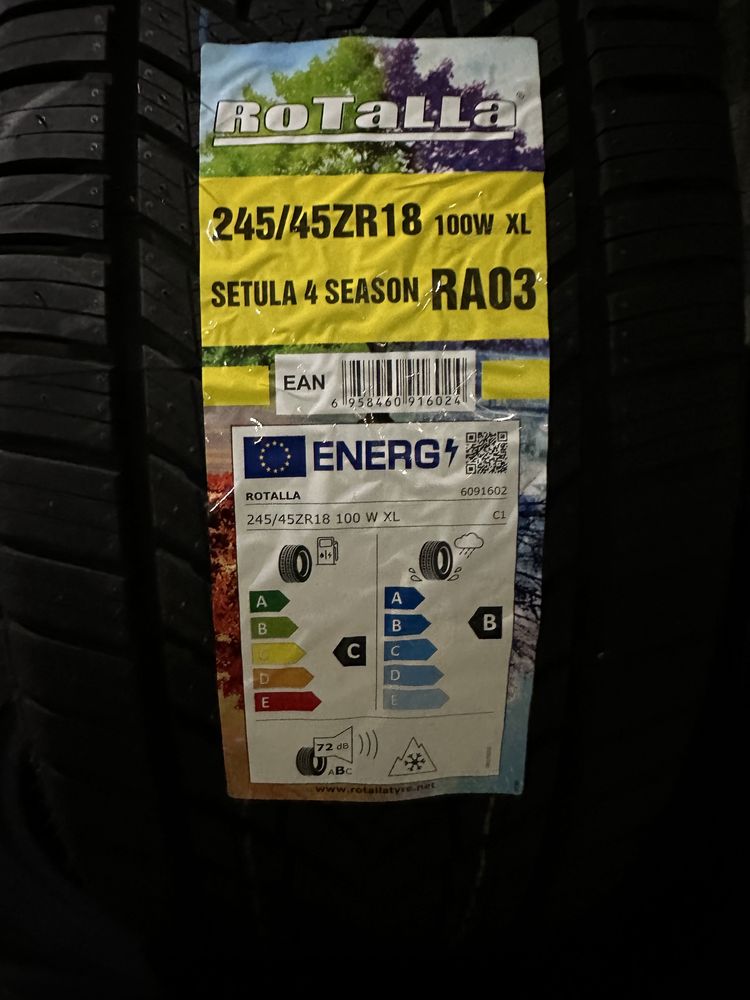 RoTaLLa®
245/45ZR18 100W XL
SETULA 4 SEASON RA03
EAN
6 958460 916024
ENERG
ROTALLA 6091602
245/45ZR18 100 W XL C1
A A
B B B
C C C
D D
E E
72 dB
ABC
www.rotallatyre.net